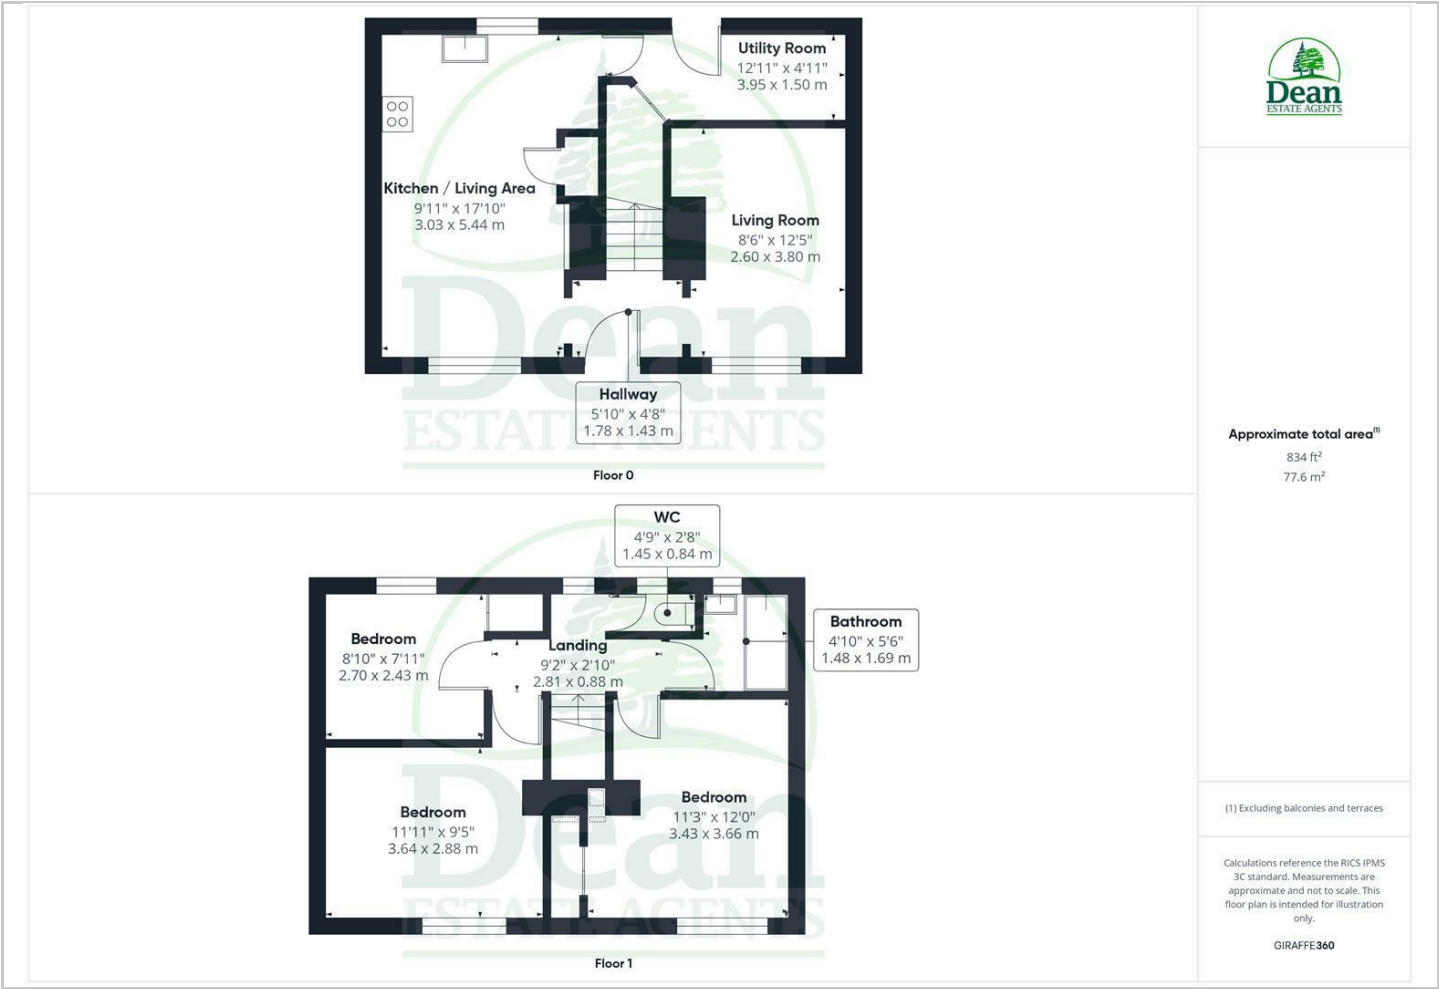 Utility Room
12'11" x 4'11"
3.95 x 1.50 m
Kitchen / Living Area
9'11" x 17'10"
3.03 x 5.44 m
Living Room
8'6" x 12'5"
2.60 x 3.80 m
Dean
ESTATE AGENTS
Hallway
5'10" x 4'8"
1.78 x 1.43 m
Floor 0
WC
4'9" x 2'8"
1.45 x 0.84 m
Bedroom
8'10" x 7'11"
2.70 x 2.43 m
Landing
9'2" x 2'10"
2.81 x 0.88 m
Bathroom
4'10" x 5'6"
1.48 x 1.69 m
Bedroom
11'11" x 9'5"
3.64 x 2.88 m
Bedroom
11'3" x 12'0"
3.43 x 3.66 m
Dean
ESTATE AGENTS
Floor 1
Dean
ESTATE AGENTS
Approximate total area(1)
834 ft²
77.6 m²
(1) Excluding balconies and terraces
Calculations reference the RICS IPMS
3C standard. Measurements are
approximate and not to scale. This
floor plan is intended for illustration
only.
GIRAFFE360